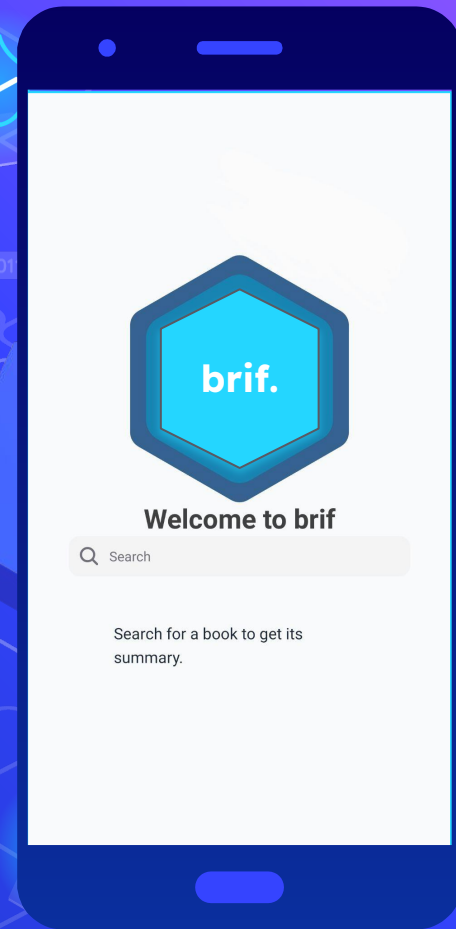 brif.
Welcome to brif
Search
Search for a book to get its
summary.